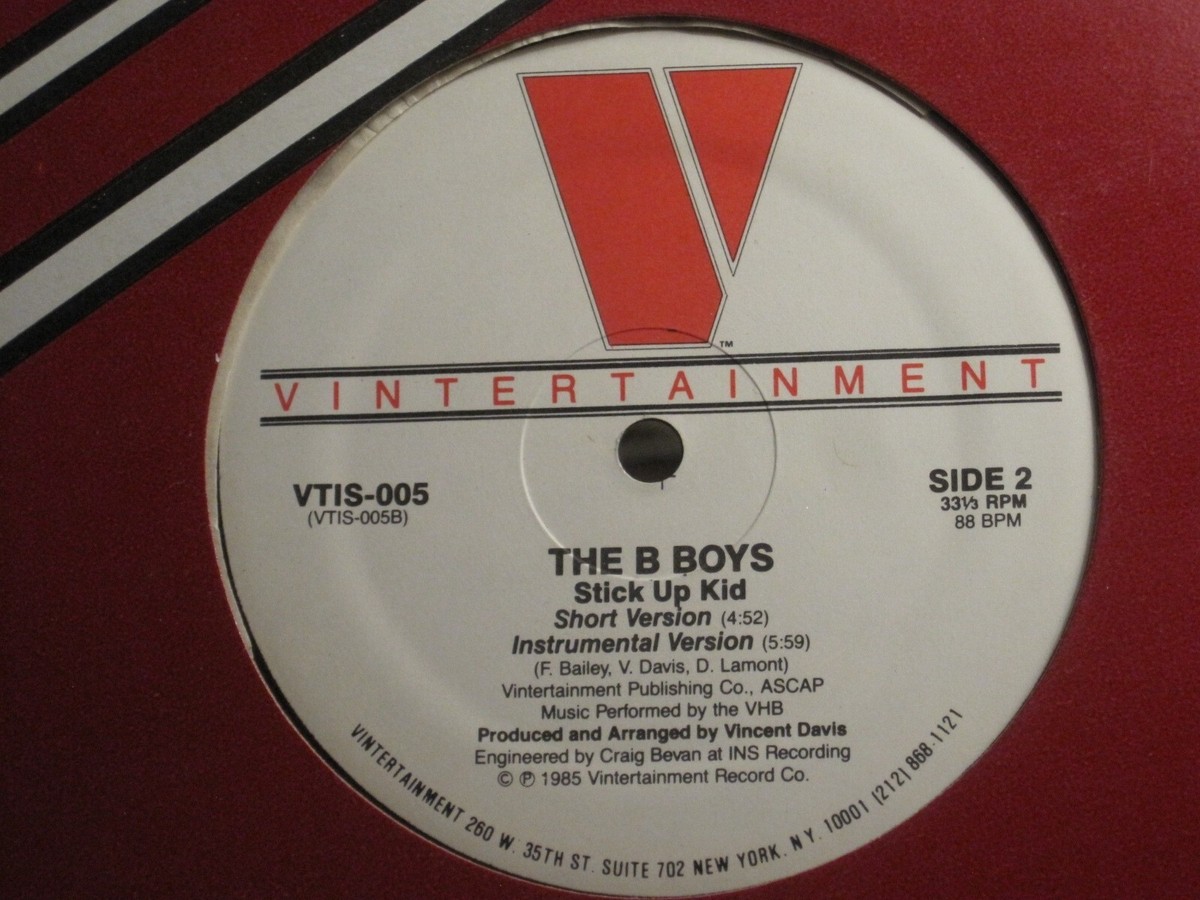 V
TM
VINTERTAINMENT
VTIS-005
(VTIS-005B)
SIDE 2
33⅓ RPM
88 BPM
THE B BOYS
Stick Up Kid
Short Version (4:52)
Instrumental Version (5:59)
(F. Bailey, V. Davis, D. Lamont)
Vintertainment Publishing Co., ASCAP
Music Performed by the VHB
Produced and Arranged by Vincent Davis
Engineered by Craig Bevan at INS Recording
© ℗ 1985 Vintertainment Record Co.
VINTERTAINMENT 260 W. 35TH ST. SUITE 702 NEW YORK. N.Y. 10001 (212) 868-1121